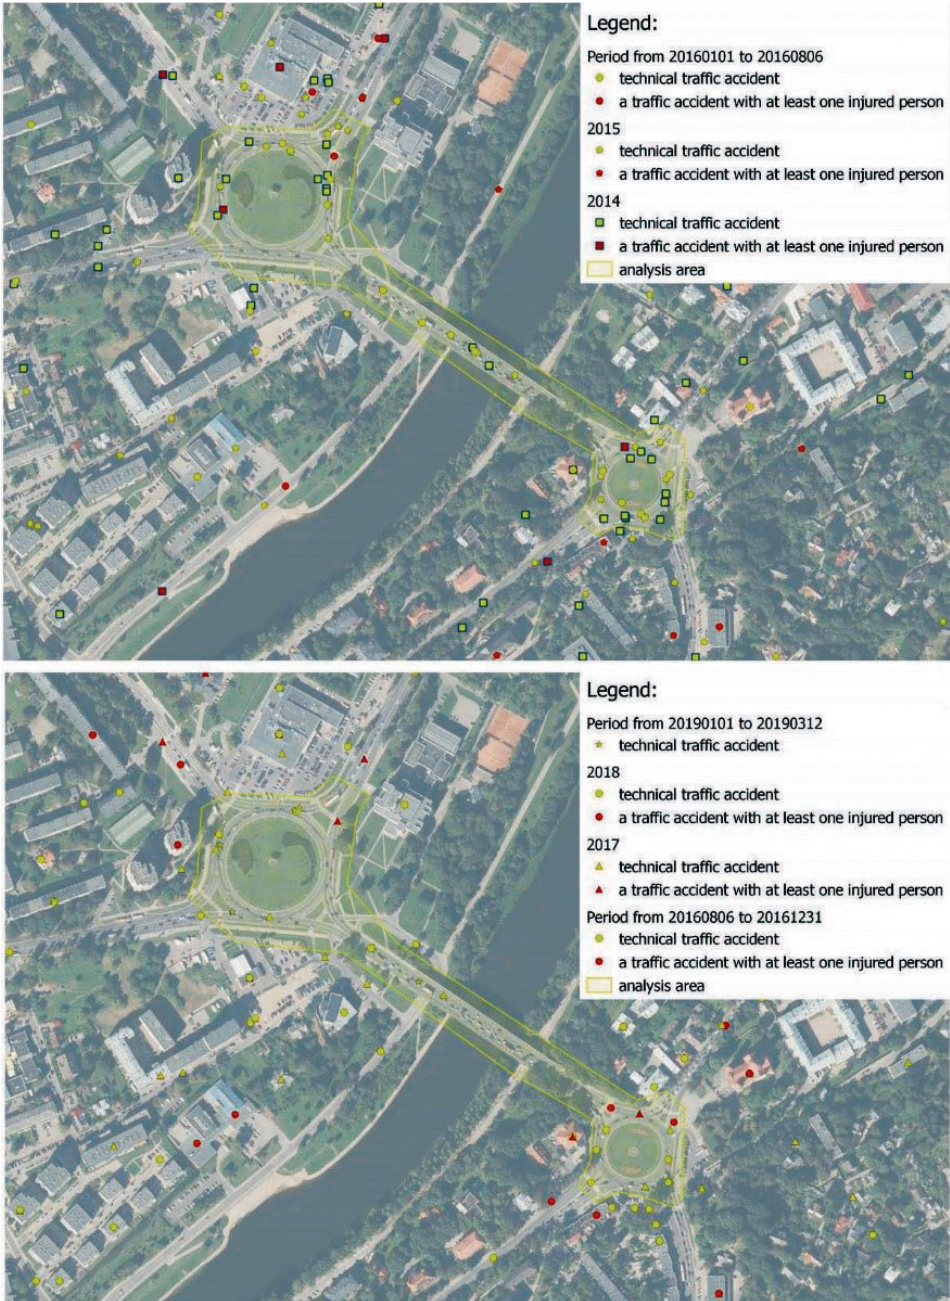 Legend:
Period from 20160101 to 20160806
technical traffic accident
a traffic accident with at least one injured person
2015
technical traffic accident
a traffic accident with at least one injured person
2014
technical traffic accident
a traffic accident with at least one injured person
analysis area
Legend:
Period from 20190101 to 20190312
technical traffic accident
2018
technical traffic accident
a traffic accident with at least one injured person
2017
technical traffic accident
a traffic accident with at least one injured person
Period from 20160806 to 20161231
technical traffic accident
a traffic accident with at least one injured person
analysis area